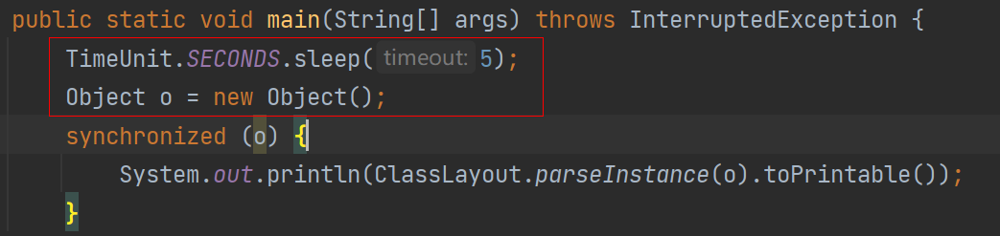 public static void main(String[] args) throws InterruptedException {
TimeUnit.SECONDS.sleep( timeout: 5);
Object o = new Object();
synchronized (o) {
System.out.println(ClassLayout.parseInstance(o).toPrintable());
}